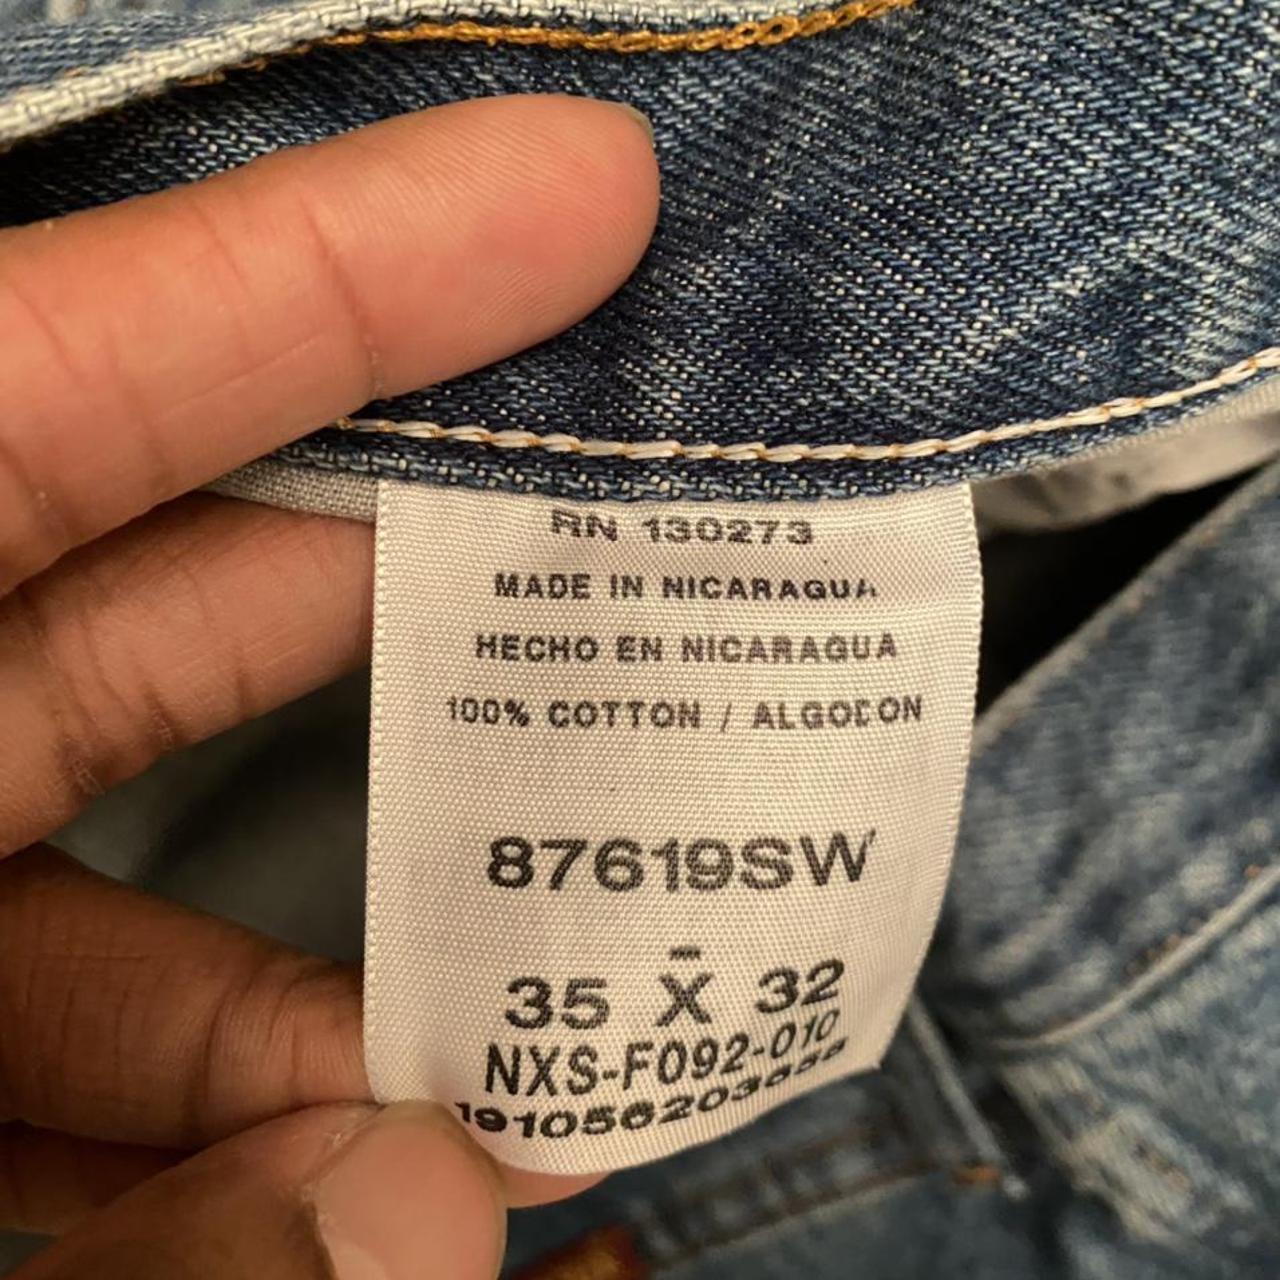 RN 130273
MADE IN NICARAGUA
HECHO EN NICARAGUA
100% COTTON / ALGODON
87619SW
35 X 32
NXS-F092-010